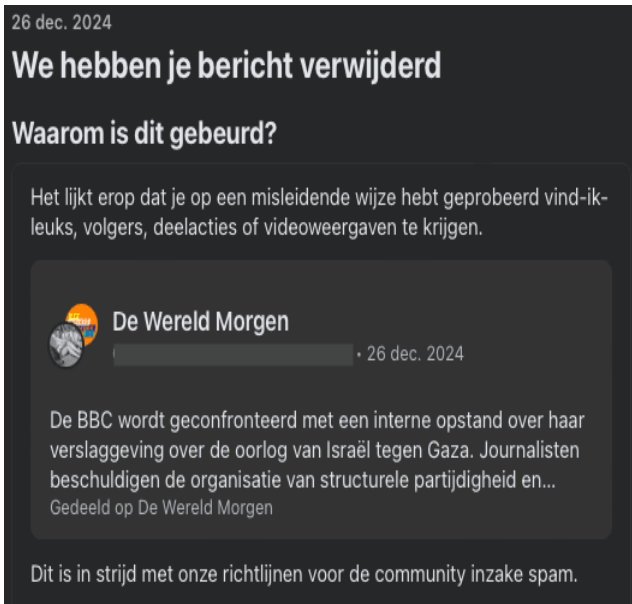 26 dec. 2024
We hebben je bericht verwijderd
Waarom is dit gebeurd?
Het lijkt erop dat je op een misleidende wijze hebt geprobeerd vind-ik-
leuks, volgers, deelacties of videoweergaven te krijgen.
De Wereld Morgen
• 26 dec. 2024
De BBC wordt geconfronteerd met een interne opstand over haar
verslaggeving over de oorlog van Israël tegen Gaza. Journalisten
beschuldigen de organisatie van structurele partijdigheid en...
Gedeeld op De Wereld Morgen
Dit is in strijd met onze richtlijnen voor de community inzake spam.